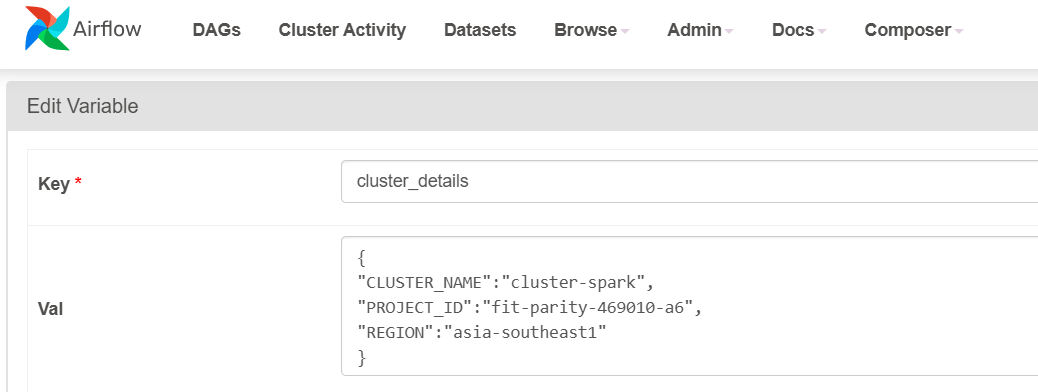 Airflow DAGs Cluster Activity Datasets Browse Admin Docs Composer
Edit Variable
Key * cluster_details
Val
{
"CLUSTER_NAME":"cluster-spark",
"PROJECT_ID":"fit-parity-469010-a6",
"REGION":"asia-southeast1"
}